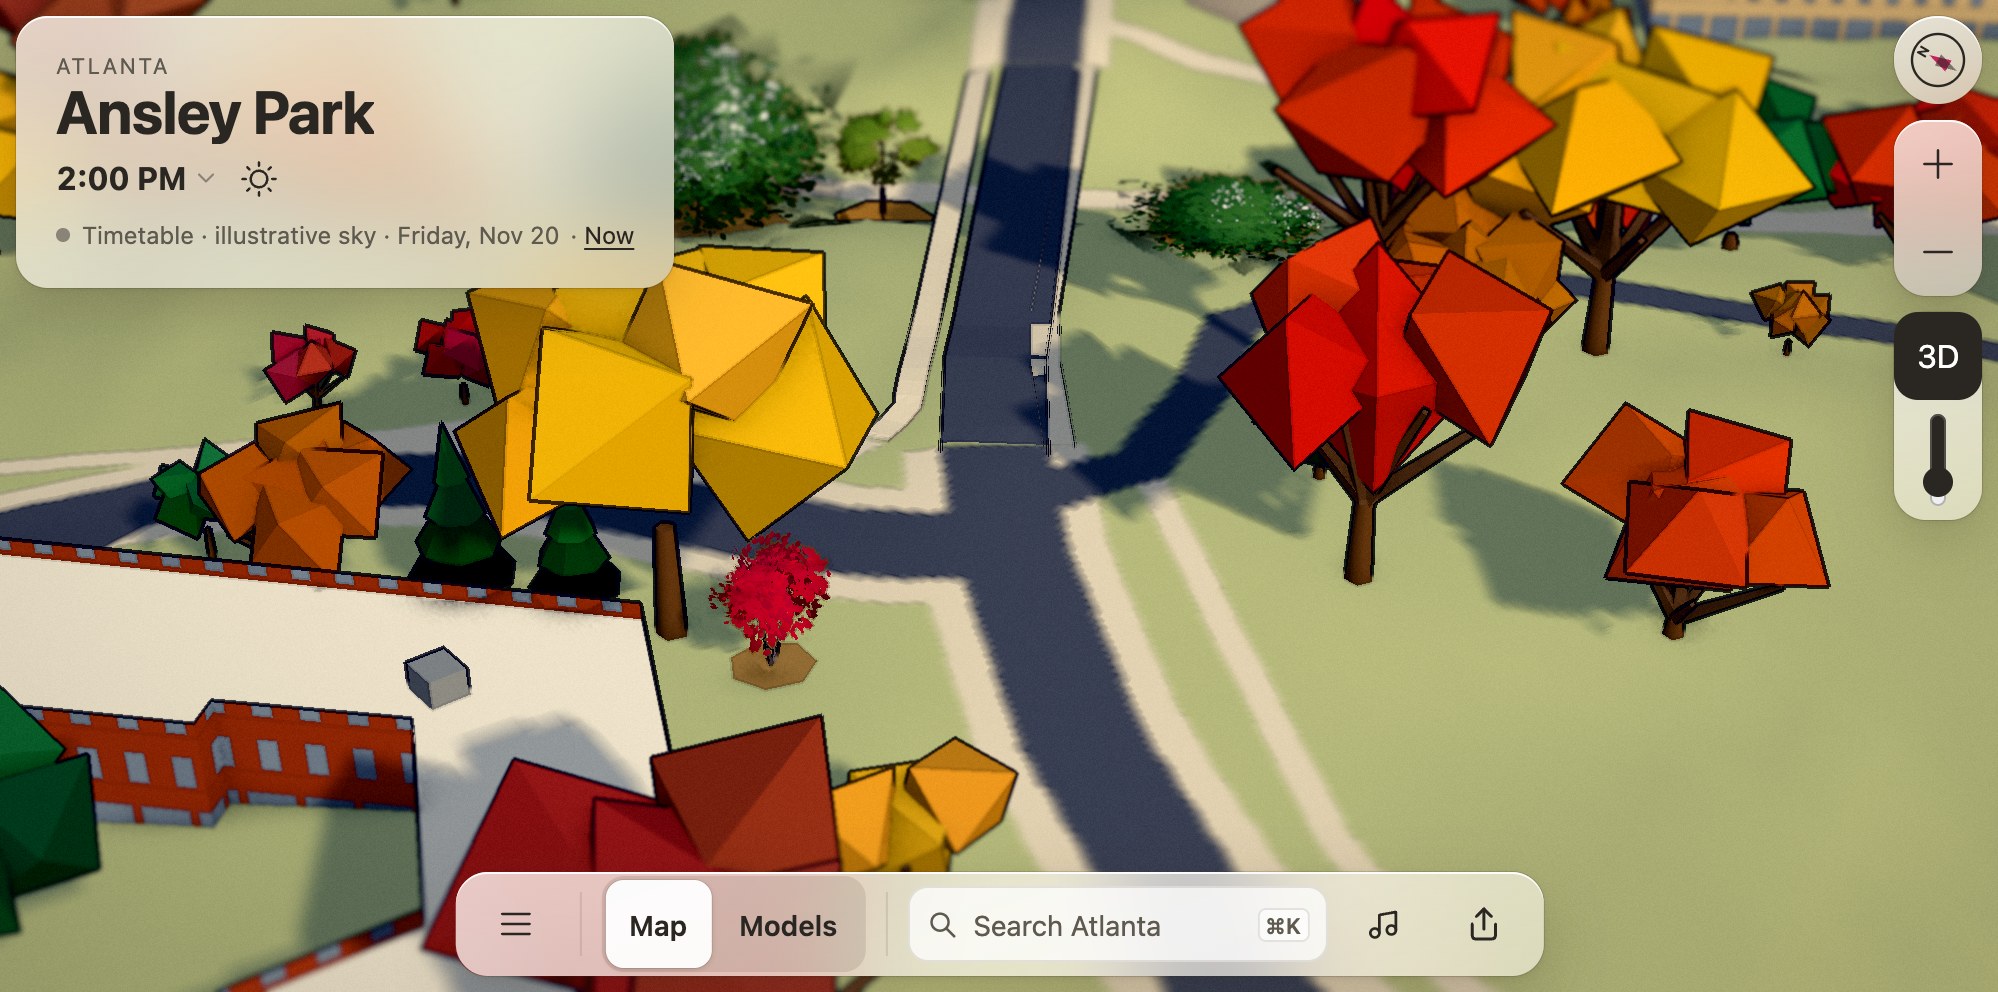 ATLANTA
Ansley Park
2:00 PM
Timetable · illustrative sky · Friday, Nov 20 · Now
N
3D
Map
Models
Search Atlanta
⌘K